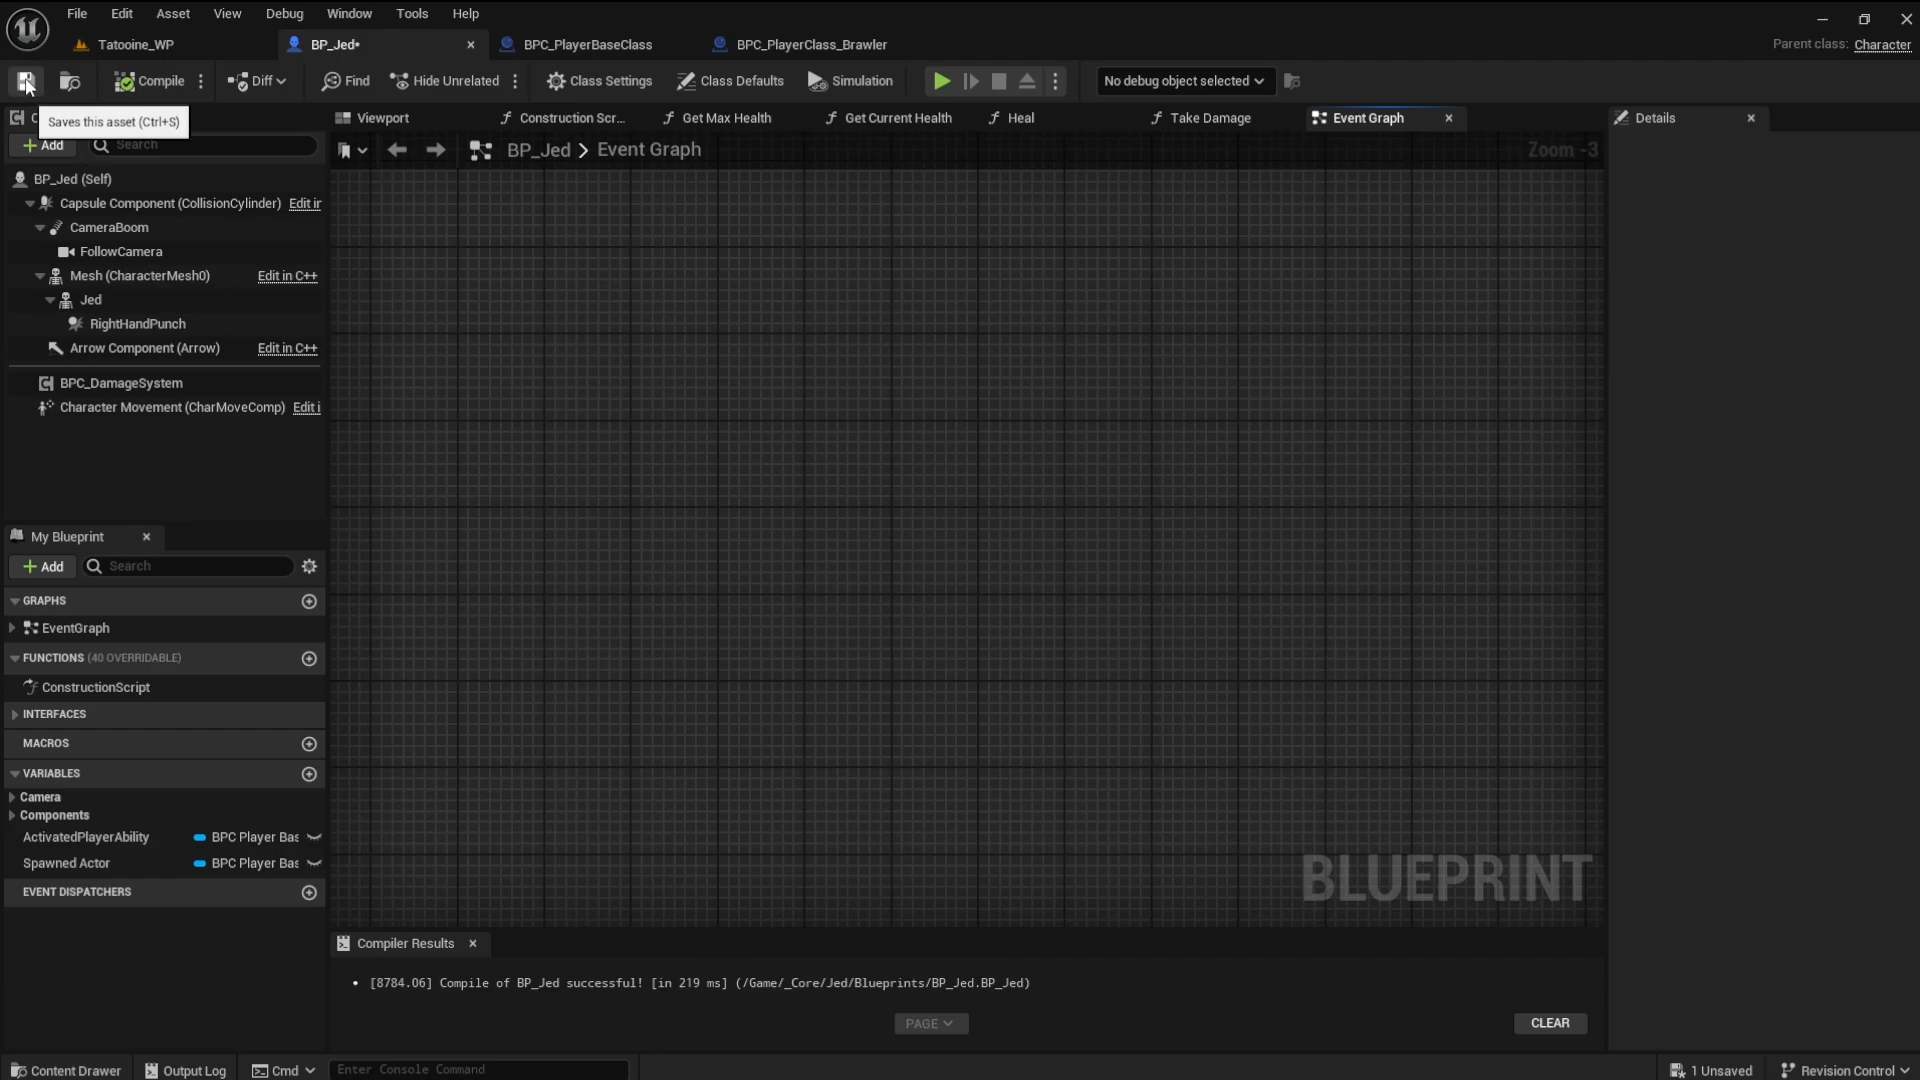 File Edit Asset View Debug Window Tools Help
Tatooine_WP BP_Jed* BPC_PlayerBaseClass BPC_PlayerClass_Brawler Parent class: Character
Compile Diff Find Hide Unrelated Class Settings Class Defaults Simulation No debug object selected
Saves this asset (Ctrl+S)
Viewport Construction Scr... Get Max Health Get Current Health Heal Take Damage Event Graph Details
Add Search
BP_Jed > Event Graph Zoom -3
BP_Jed (Self)
Capsule Component (CollisionCylinder) Edit in
CameraBoom
FollowCamera
Mesh (CharacterMesh0) Edit in C++
Jed
RightHandPunch
Arrow Component (Arrow) Edit in C++
BPC_DamageSystem
Character Movement (CharMoveComp) Edit i
My Blueprint
Add Search
GRAPHS
EventGraph
FUNCTIONS (40 OVERRIDABLE)
ConstructionScript
INTERFACES
MACROS
VARIABLES
Camera
Components
ActivatedPlayerAbility BPC Player Bas
Spawned Actor BPC Player Bas
EVENT DISPATCHERS
BLUEPRINT
Compiler Results
[8784.06] Compile of BP_Jed successful! [in 219 ms] (/Game/_Core/Jed/Blueprints/BP_Jed.BP_Jed)
PAGE CLEAR
Content Drawer Output Log Cmd Enter Console Command 1 Unsaved Revision Control